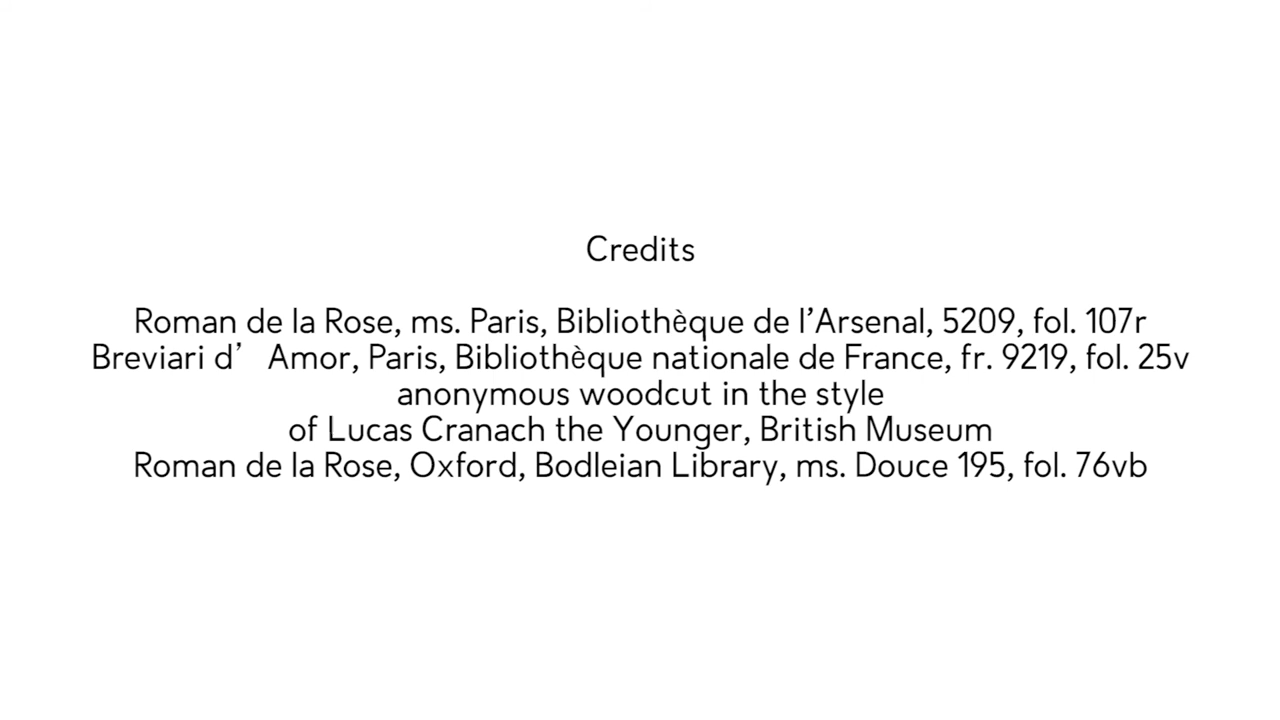 Credits
Roman de la Rose, ms. Paris, Bibliothèque de l’Arsenal, 5209, fol. 107r
Breviari d’ Amor, Paris, Bibliothèque nationale de France, fr. 9219, fol. 25v
anonymous woodcut in the style
of Lucas Cranach the Younger, British Museum
Roman de la Rose, Oxford, Bodleian Library, ms. Douce 195, fol. 76vb